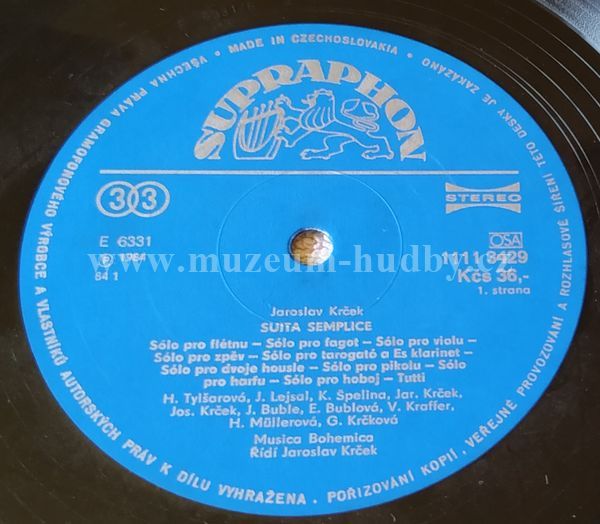 VŠECHNA PRÁVA GRAMOFONOVÉHO VÝROBCE A VLASTNÍKŮ AUTORSKÝCH PRÁV K DÍLU VYHRAŽENA . POŘIZOVÁNÍ KOPIÍ, VEŘEJNÉ PROVOZOVÁNÍ A ROZHLASOVÉ ŠÍŘENÍ TÉTO DESKY JE ZAKÁZÁNO • MADE IN CZECHOSLOVAKIA •
SUPRAPHON
33
STEREO
E 6331
OSA
℗ 1984
1111 3429
www.muzeum-hudby.cz
84 1
Kčs 36,-
1. strana
Jaroslav Krček
SUITA SEMPLICE
Sólo pro flétnu – Sólo pro fagot – Sólo pro violu –
Sólo pro zpěv – Sólo pro tarogató a Es klarinet –
Sólo pro dvoje housle – Sólo pro pikolu – Sólo
pro harfu – Sólo pro hoboj – Tutti
H. Tylšarová, J. Lejsal, K. Špelina, Jar. Krček,
Jos. Krček, J. Buble, E. Bublová, V. Kraffer,
H. Müllerová, G. Krčková
Musica Bohemica
Řídí Jaroslav Krček